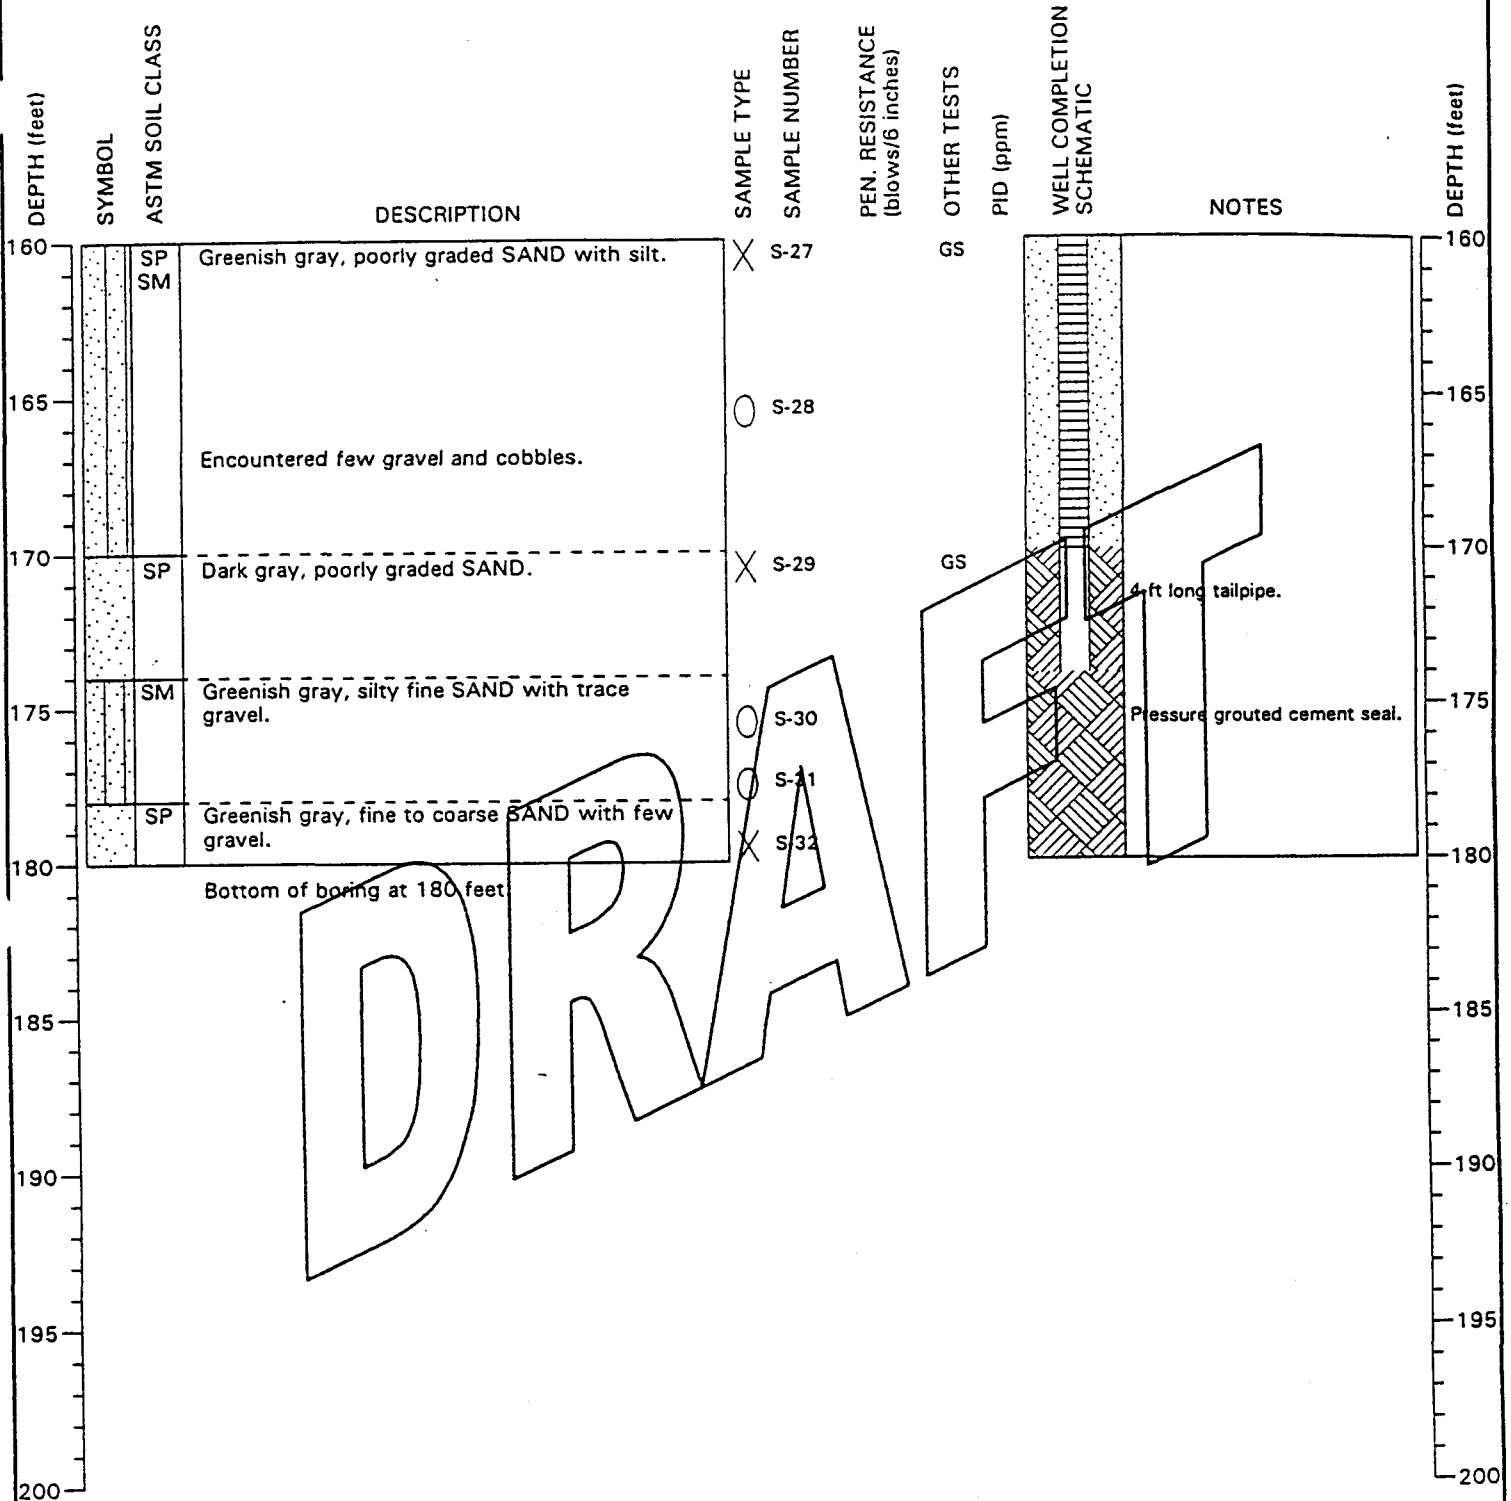 DEPTH (feet)
SYMBOL
ASTM SOIL CLASS
DESCRIPTION
SAMPLE TYPE
SAMPLE NUMBER
PEN. RESISTANCE
(blows/6 inches)
OTHER TESTS
PID (ppm)
WELL COMPLETION
SCHEMATIC
NOTES
DEPTH (feet)
160
SP
Greenish gray, poorly graded SAND with silt.
S-27
GS
160
SM
165
S-28
165
Encountered few gravel and cobbles.
170
SP
Dark gray, poorly graded SAND.
S-29
GS
170
4-ft long tailpipe.
SM
Greenish gray, silty fine SAND with trace
gravel.
175
S-30
Pressure grouted cement seal.
175
S-31
SP
Greenish gray, fine to coarse SAND with few
gravel.
S-32
180
180
Bottom of boring at 180 feet
185
185
190
190
195
195
200
200
DRAFT